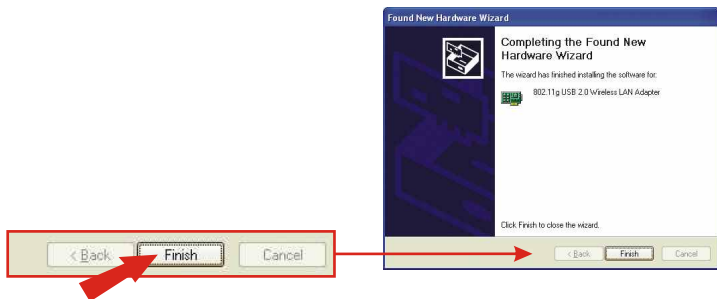 Found New Hardware Wizard
Completing the Found New
Hardware Wizard
The wizard has finished installing the software for:
802.11g USB 2.0 Wireless LAN Adapter
Click Finish to close the wizard.
< Back Finish Cancel
< Back Finish Cancel